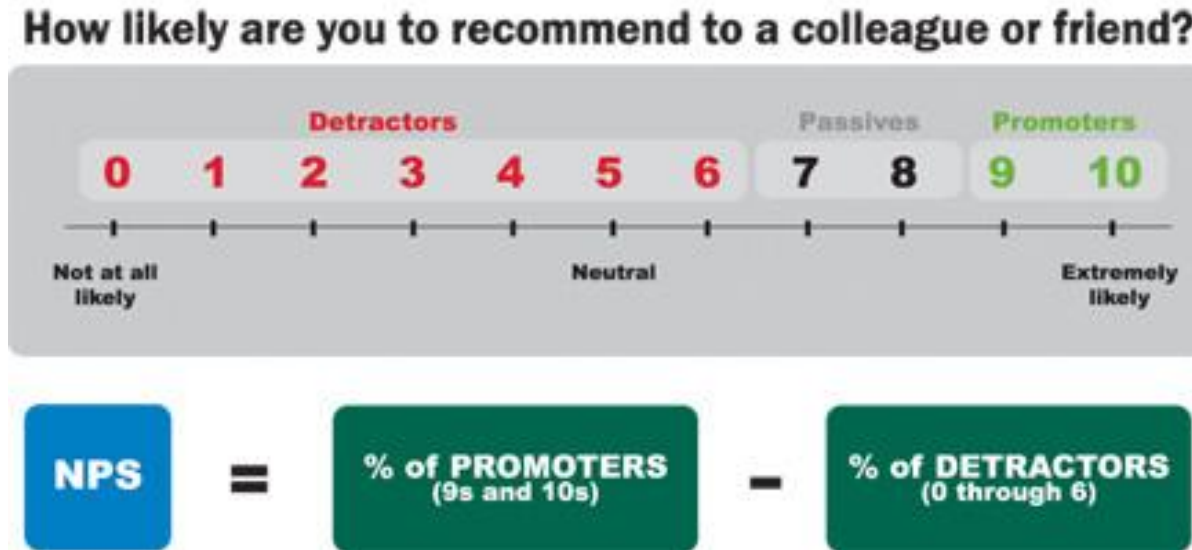 How likely are you to recommend to a colleague or friend?
Detractors Passives Promoters
0 1 2 3 4 5 6 7 8 9 10
Not at all Neutral Extremely
likely likely
NPS = % of PROMOTERS - % of DETRACTORS
(9s and 10s) (0 through 6)